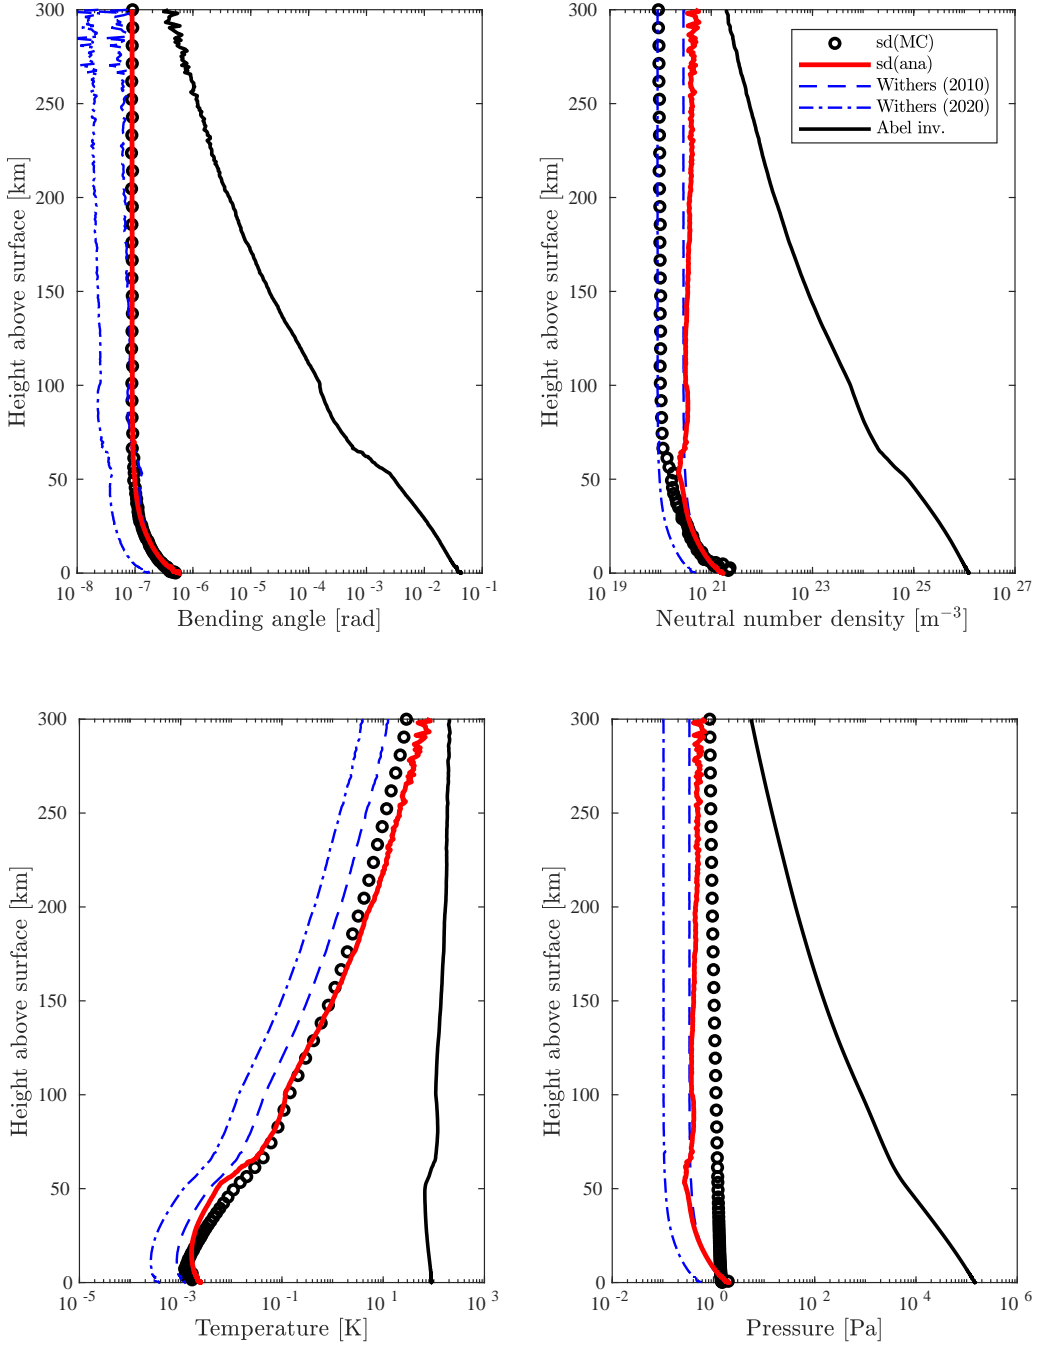 300
250
200
150
100
50
0
Height above surface [km]
10^-8 10^-7 10^-6 10^-5 10^-4 10^-3 10^-2 10^-1
Bending angle [rad]
300
250
200
150
100
50
0
Height above surface [km]
sd(MC)
sd(ana)
Withers (2010)
Withers (2020)
Abel inv.
10^19 10^21 10^23 10^25 10^27
Neutral number density [m^-3]
300
250
200
150
100
50
0
Height above surface [km]
10^-5 10^-3 10^-1 10^1 10^3
Temperature [K]
300
250
200
150
100
50
0
Height above surface [km]
10^-2 10^0 10^2 10^4 10^6
Pressure [Pa]